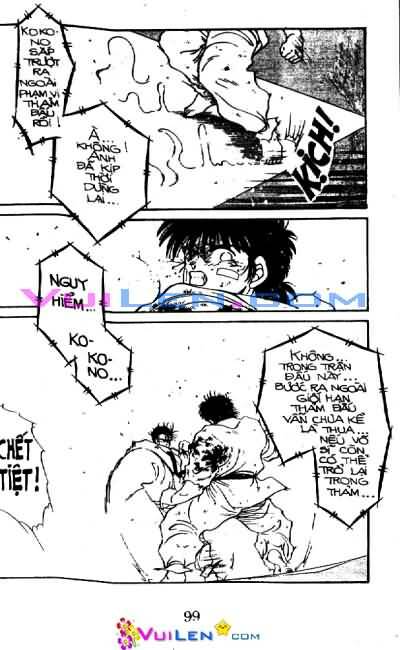 KOKO-
NO
SẮP
TRƯỢT
RA
NGOÀI
PHẠM VI
THẢM
ĐẤU
RỒI!
À...
KHÔNG!
ANH
ĐÃ KỊP
THỜI
DỪNG
LẠI...
KỊCH!
NGUY
HIỂM...
KO-
KO-
NO...
VuiLen.com
KHÔNG...
TRONG TRẬN
ĐẤU NÀY...
BƯỚC RA NGOÀI
GIỚI HẠN
THẢM ĐẤU
VẪN CHƯA KỂ
LÀ THUA...
NẾU VÕ
SĨ CÒN
CÓ THỂ
TRỞ LẠI
TRONG
THẢM...
CHẾT
TIỆT!
99
VuiLen.com